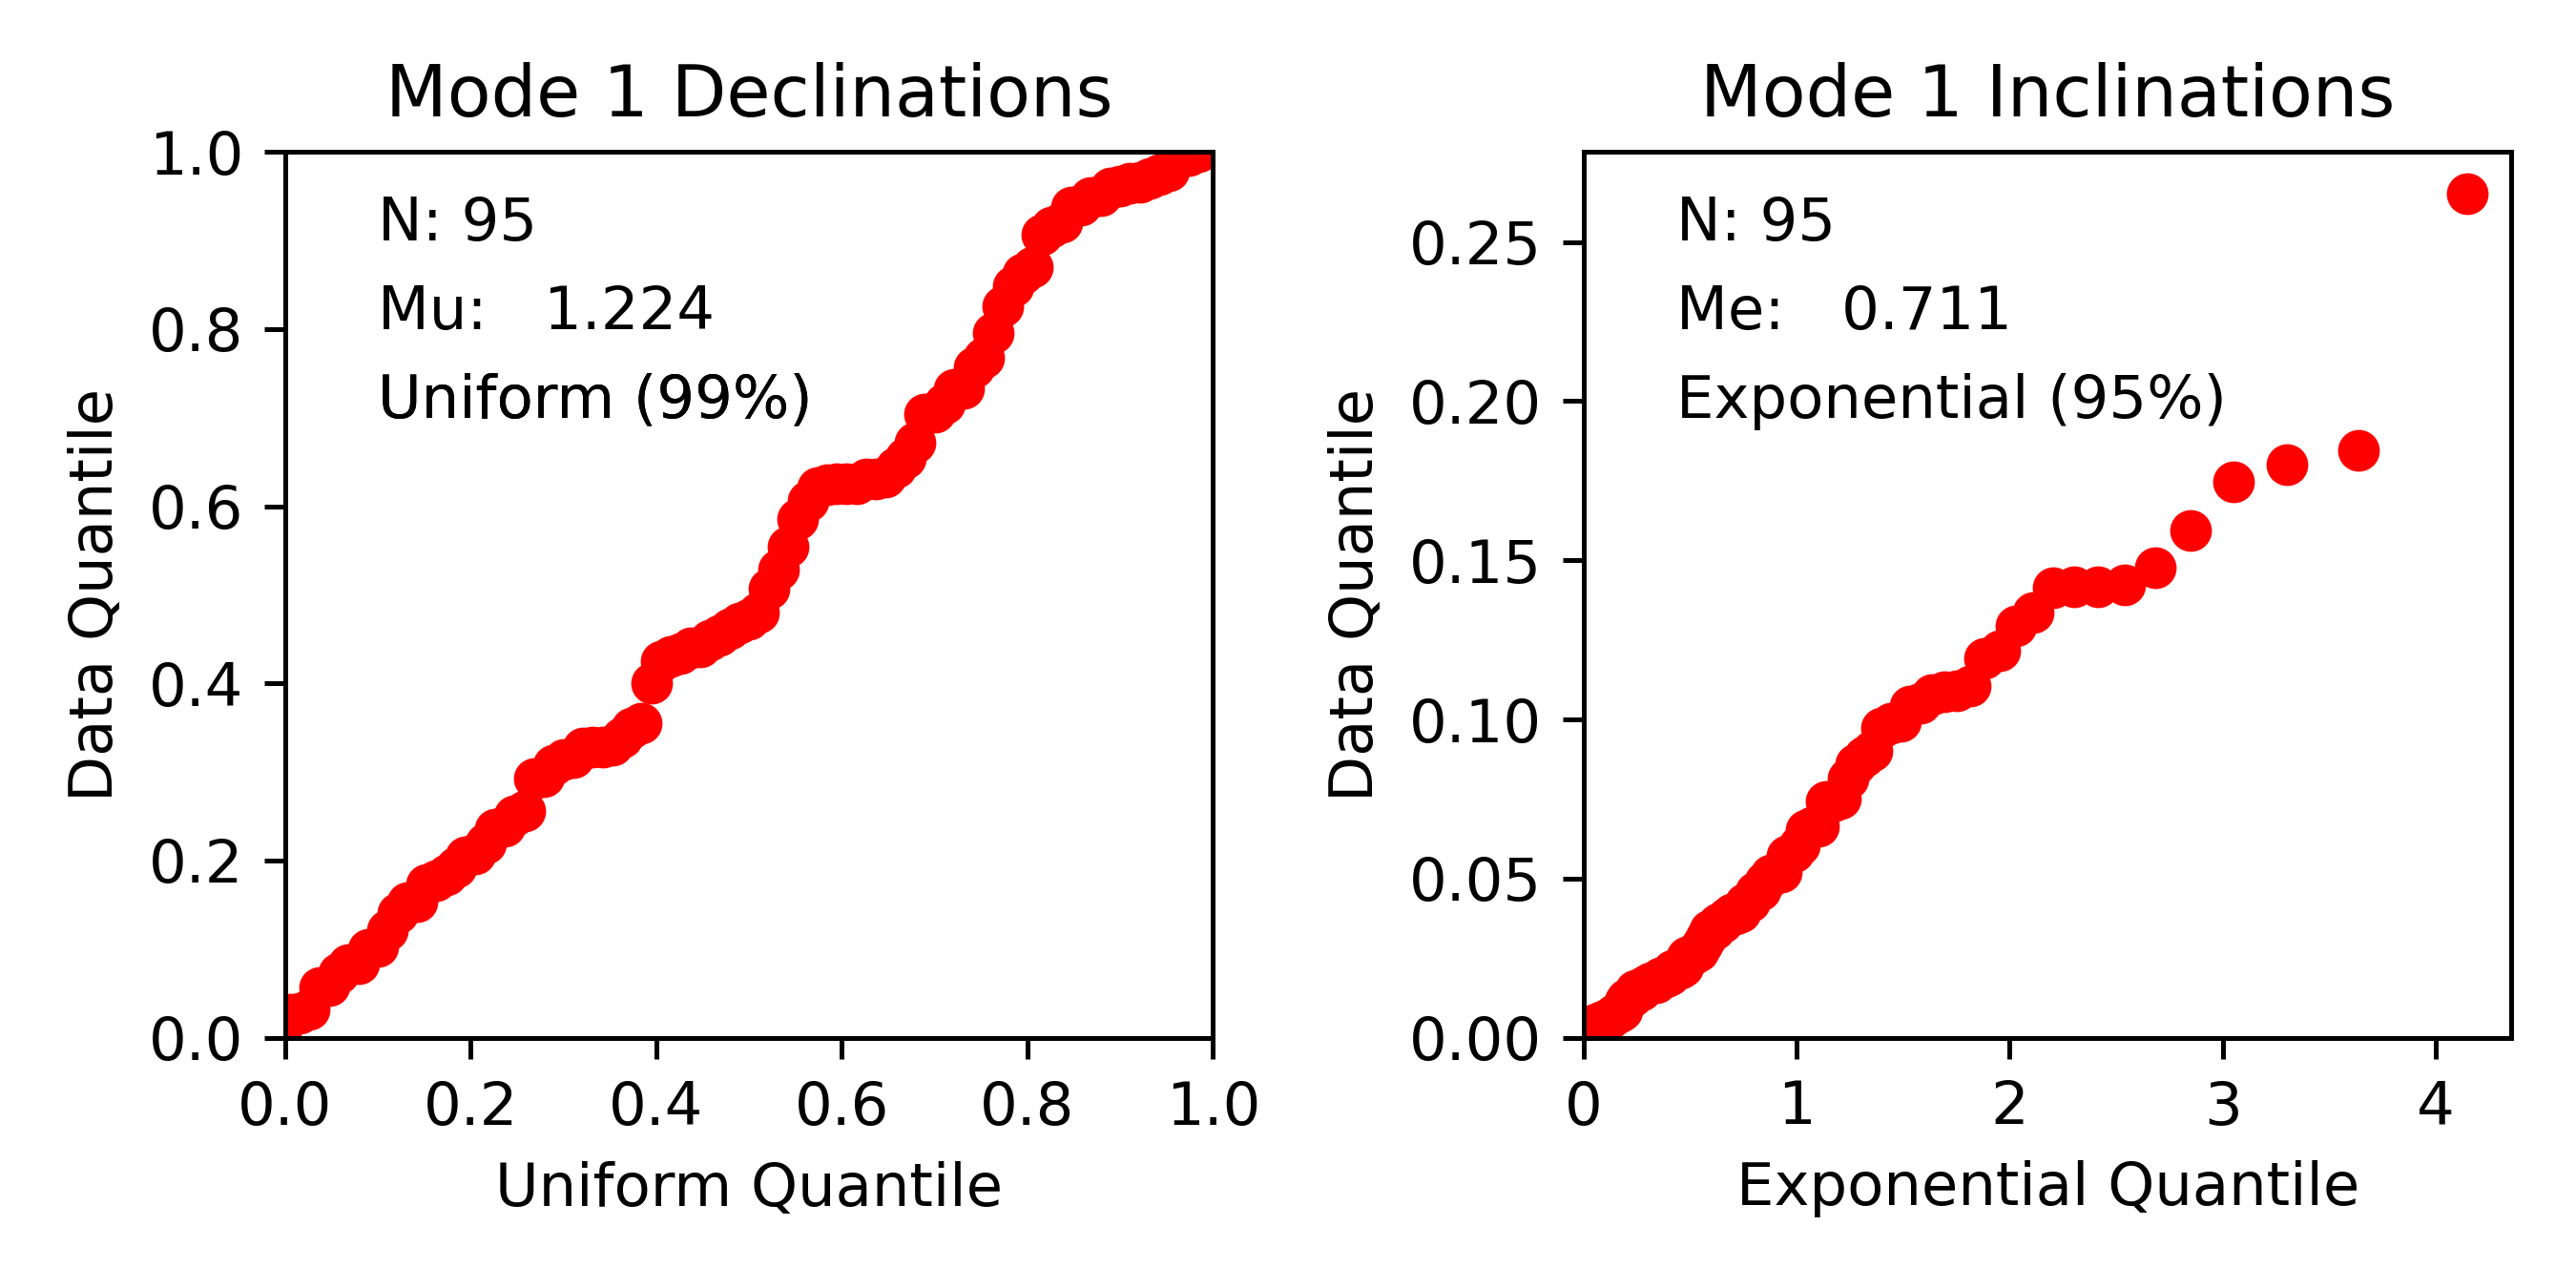 Mode 1 Declinations
1.0
0.8
0.6
0.4
0.2
0.0
Data Quantile
N: 95
Mu: 1.224
Uniform (99%)
0.0 0.2 0.4 0.6 0.8 1.0
Uniform Quantile
Mode 1 Inclinations
0.25
0.20
0.15
0.10
0.05
0.00
Data Quantile
N: 95
Me: 0.711
Exponential (95%)
0 1 2 3 4
Exponential Quantile